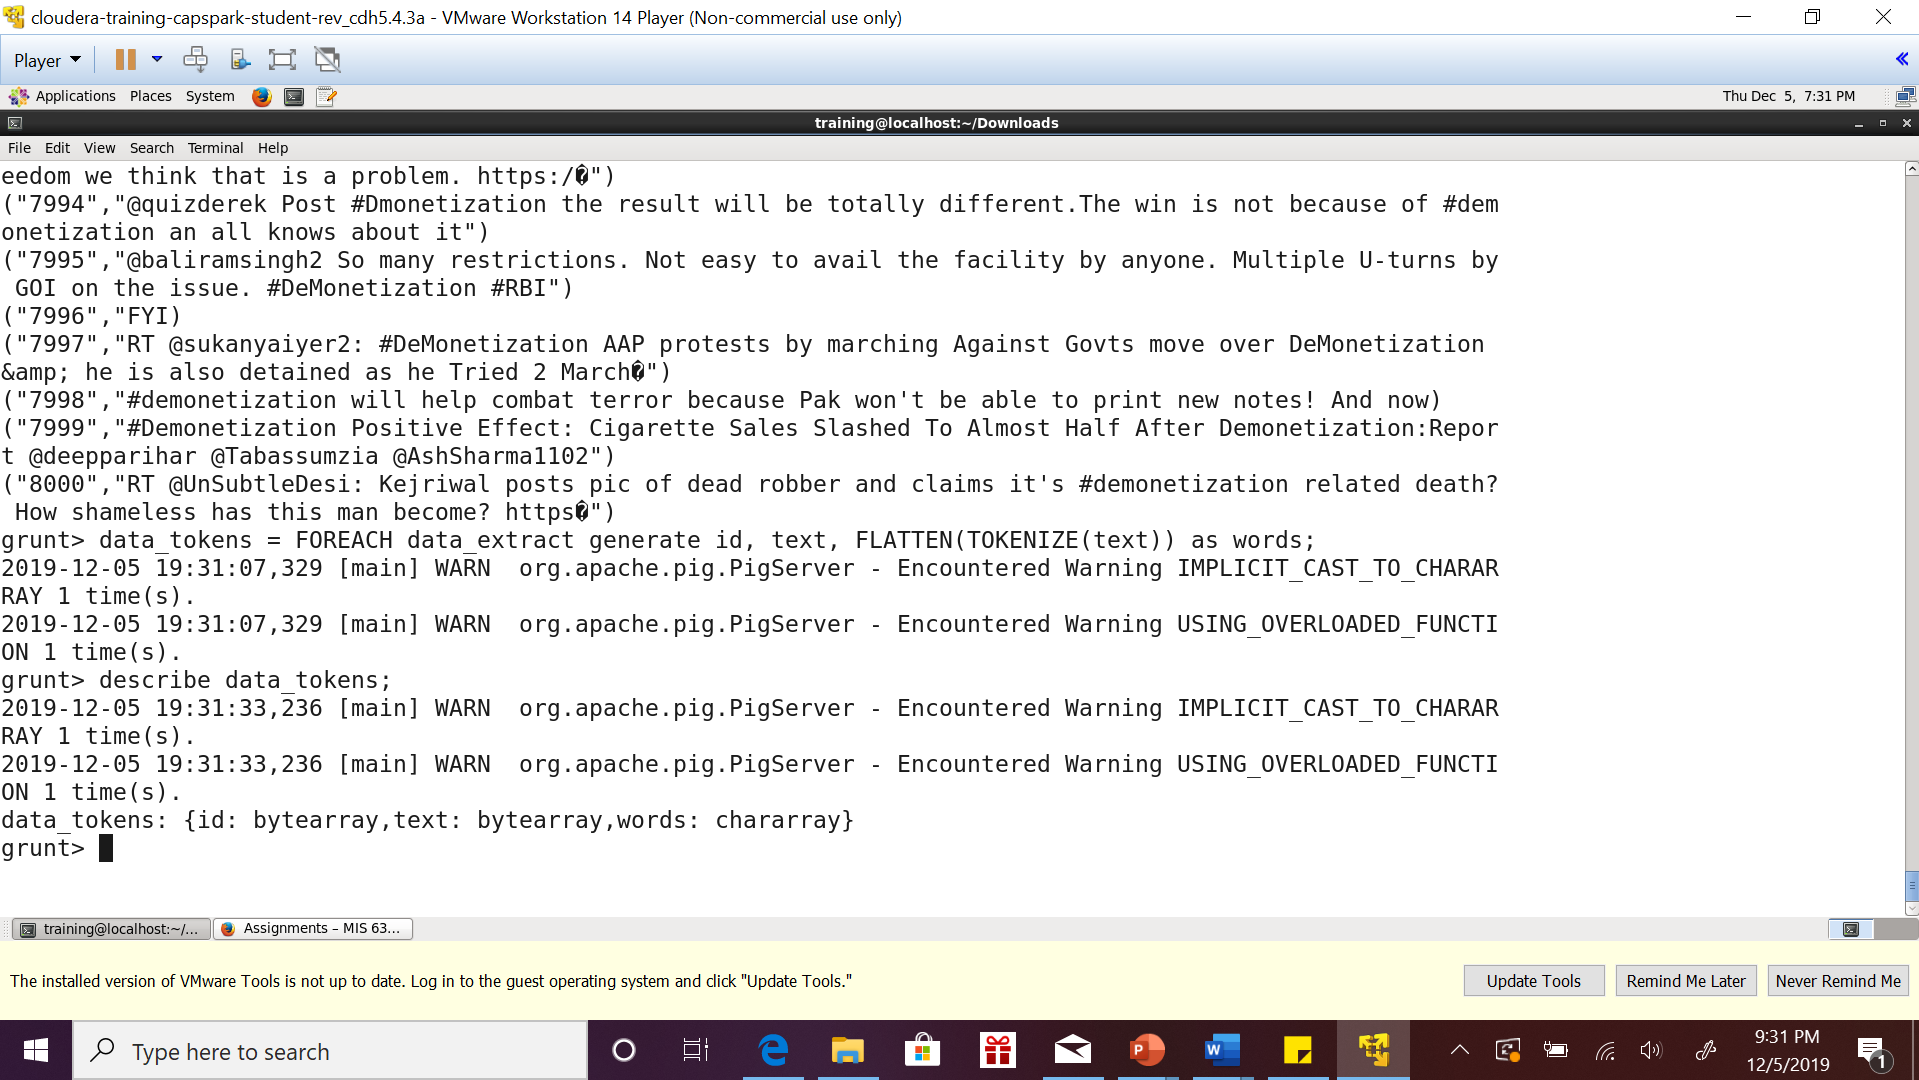 cloudera-training-capspark-student-rev_cdh5.4.3a - VMware Workstation 14 Player (Non-commercial use only)
Player
Applications Places System Thu Dec 5, 7:31 PM
training@localhost:~/Downloads
File Edit View Search Terminal Help
eedom we think that is a problem. https:/�")
("7994","@quizderek Post #Dmonetization the result will be totally different.The win is not because of #dem
onetization an all knows about it")
("7995","@baliramsingh2 So many restrictions. Not easy to avail the facility by anyone. Multiple U-turns by
 GOI on the issue. #DeMonetization #RBI")
("7996","FYI)
("7997","RT @sukanyaiyer2: #DeMonetization AAP protests by marching Against Govts move over DeMonetization
&amp; he is also detained as he Tried 2 March�")
("7998","#demonetization will help combat terror because Pak won't be able to print new notes! And now)
("7999","#Demonetization Positive Effect: Cigarette Sales Slashed To Almost Half After Demonetization:Repor
t @deepparihar @Tabassumzia @AshSharma1102")
("8000","RT @UnSubtleDesi: Kejriwal posts pic of dead robber and claims it's #demonetization related death?
 How shameless has this man become? https�")
grunt> data_tokens = FOREACH data_extract generate id, text, FLATTEN(TOKENIZE(text)) as words;
2019-12-05 19:31:07,329 [main] WARN  org.apache.pig.PigServer - Encountered Warning IMPLICIT_CAST_TO_CHARAR
RAY 1 time(s).
2019-12-05 19:31:07,329 [main] WARN  org.apache.pig.PigServer - Encountered Warning USING_OVERLOADED_FUNCTI
ON 1 time(s).
grunt> describe data_tokens;
2019-12-05 19:31:33,236 [main] WARN  org.apache.pig.PigServer - Encountered Warning IMPLICIT_CAST_TO_CHARAR
RAY 1 time(s).
2019-12-05 19:31:33,236 [main] WARN  org.apache.pig.PigServer - Encountered Warning USING_OVERLOADED_FUNCTI
ON 1 time(s).
data_tokens: {id: bytearray,text: bytearray,words: chararray}
grunt>
training@localhost:~/... Assignments – MIS 63...
The installed version of VMware Tools is not up to date. Log in to the guest operating system and click "Update Tools." Update Tools Remind Me Later Never Remind Me
Type here to search
9:31 PM
12/5/2019
1